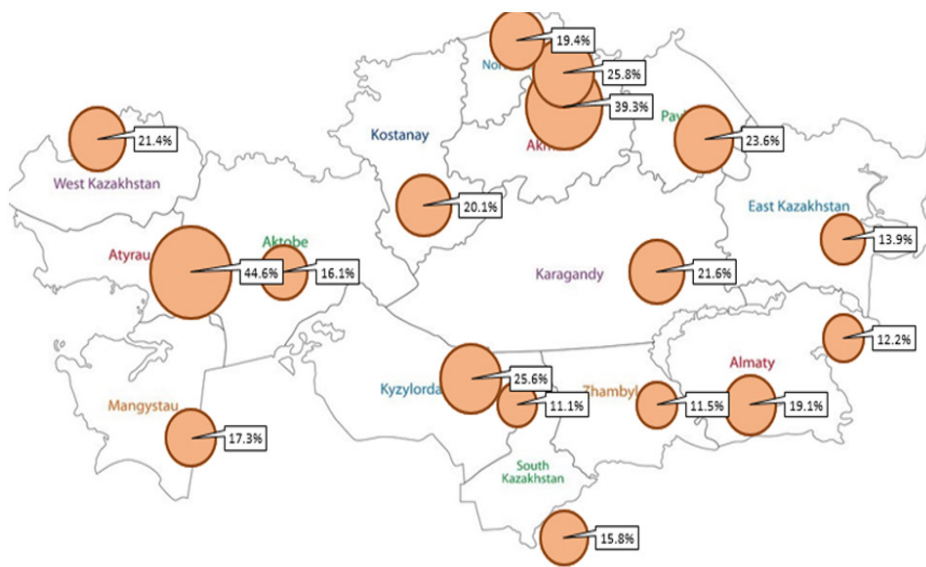 19.4%
25.8%
39.3%
Kostanay
23.6%
21.4%
West Kazakhstan
20.1%
East Kazakhstan
13.9%
Atyrau
44.6%
Aktobe
16.1%
Karagandy
21.6%
12.2%
Almaty
Kyzylorda
25.6%
11.1%
Zhambyl
11.5%
19.1%
Mangystau
17.3%
South
Kazakhstan
15.8%